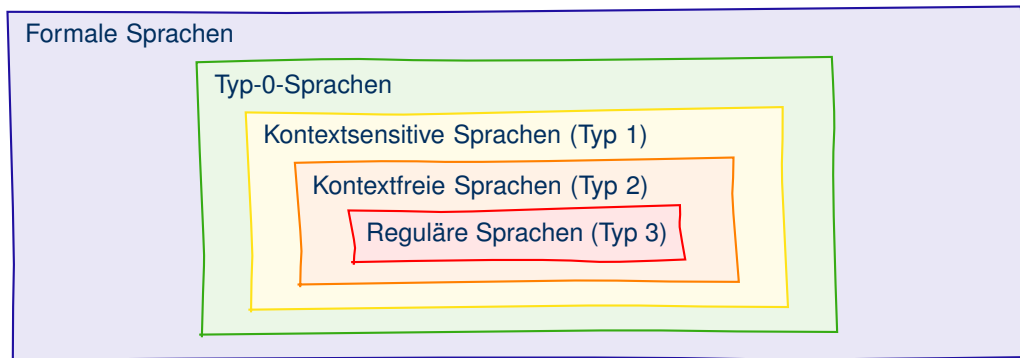 Formale Sprachen
Typ-0-Sprachen
Kontextsensitive Sprachen (Typ 1)
Kontextfreie Sprachen (Typ 2)
Reguläre Sprachen (Typ 3)